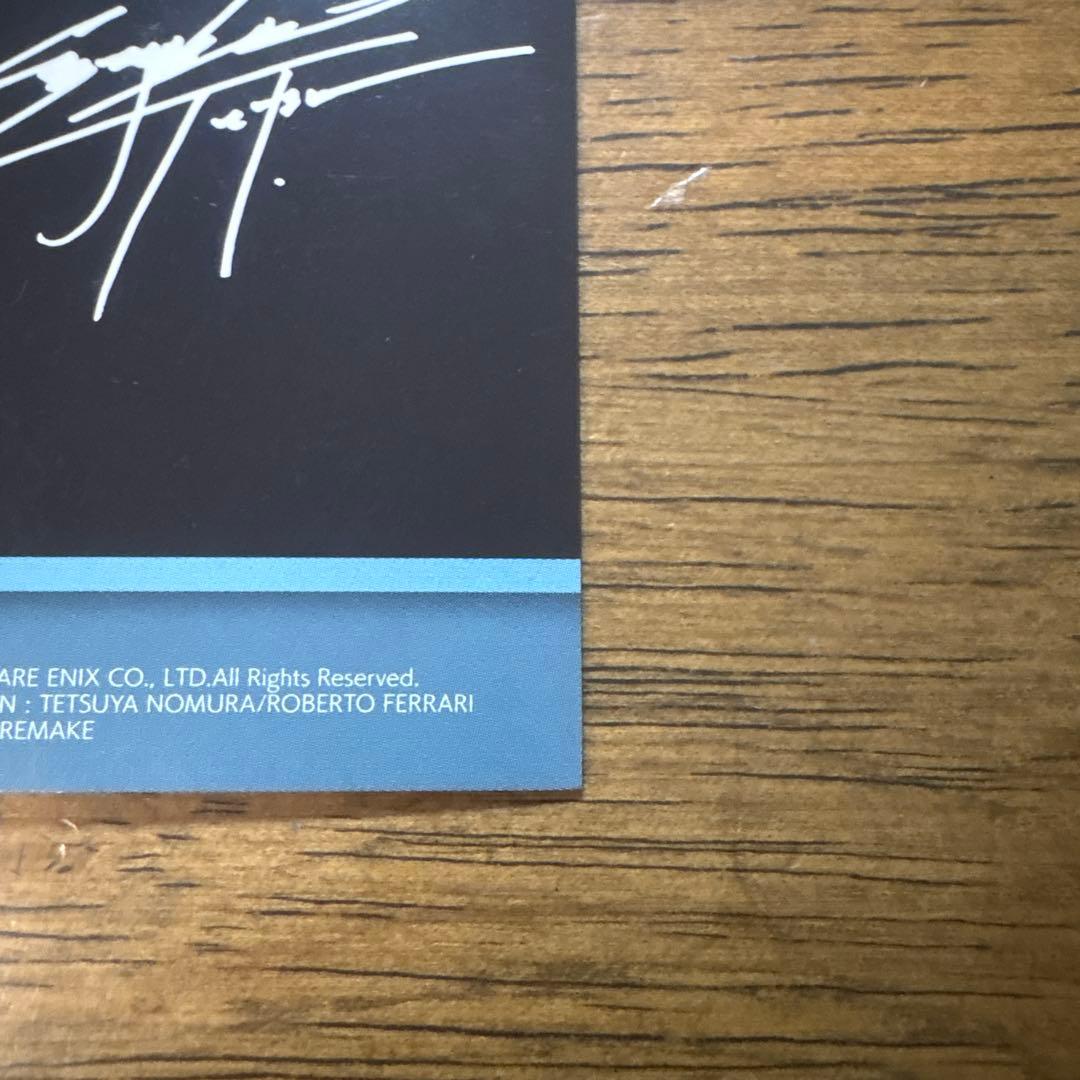 ARE ENIX CO., LTD.All Rights Reserved.
N : TETSUYA NOMURA/ROBERTO FERRARI
REMAKE